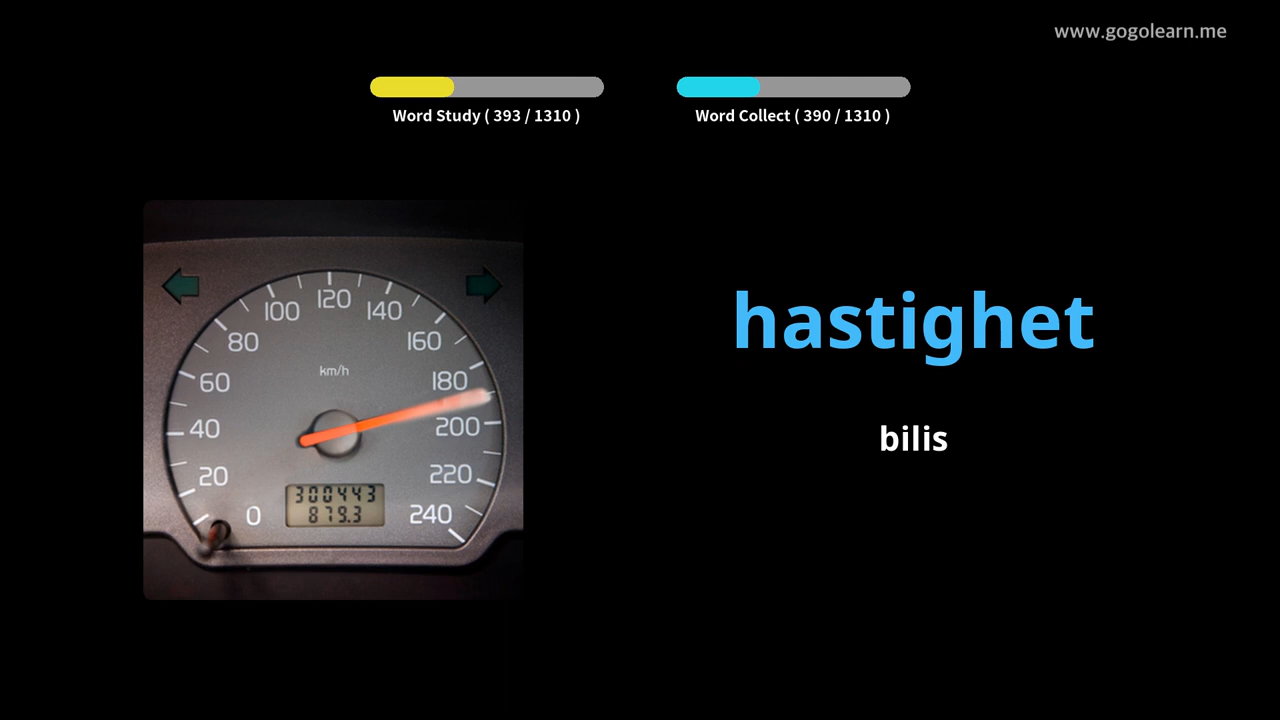 www.gogolearn.me
Word Study ( 393 / 1310 )
Word Collect ( 390 / 1310 )
hastighet
bilis
120
100
140
80
160
km/h
60
180
40
200
20
220
0
240
300443
879.3